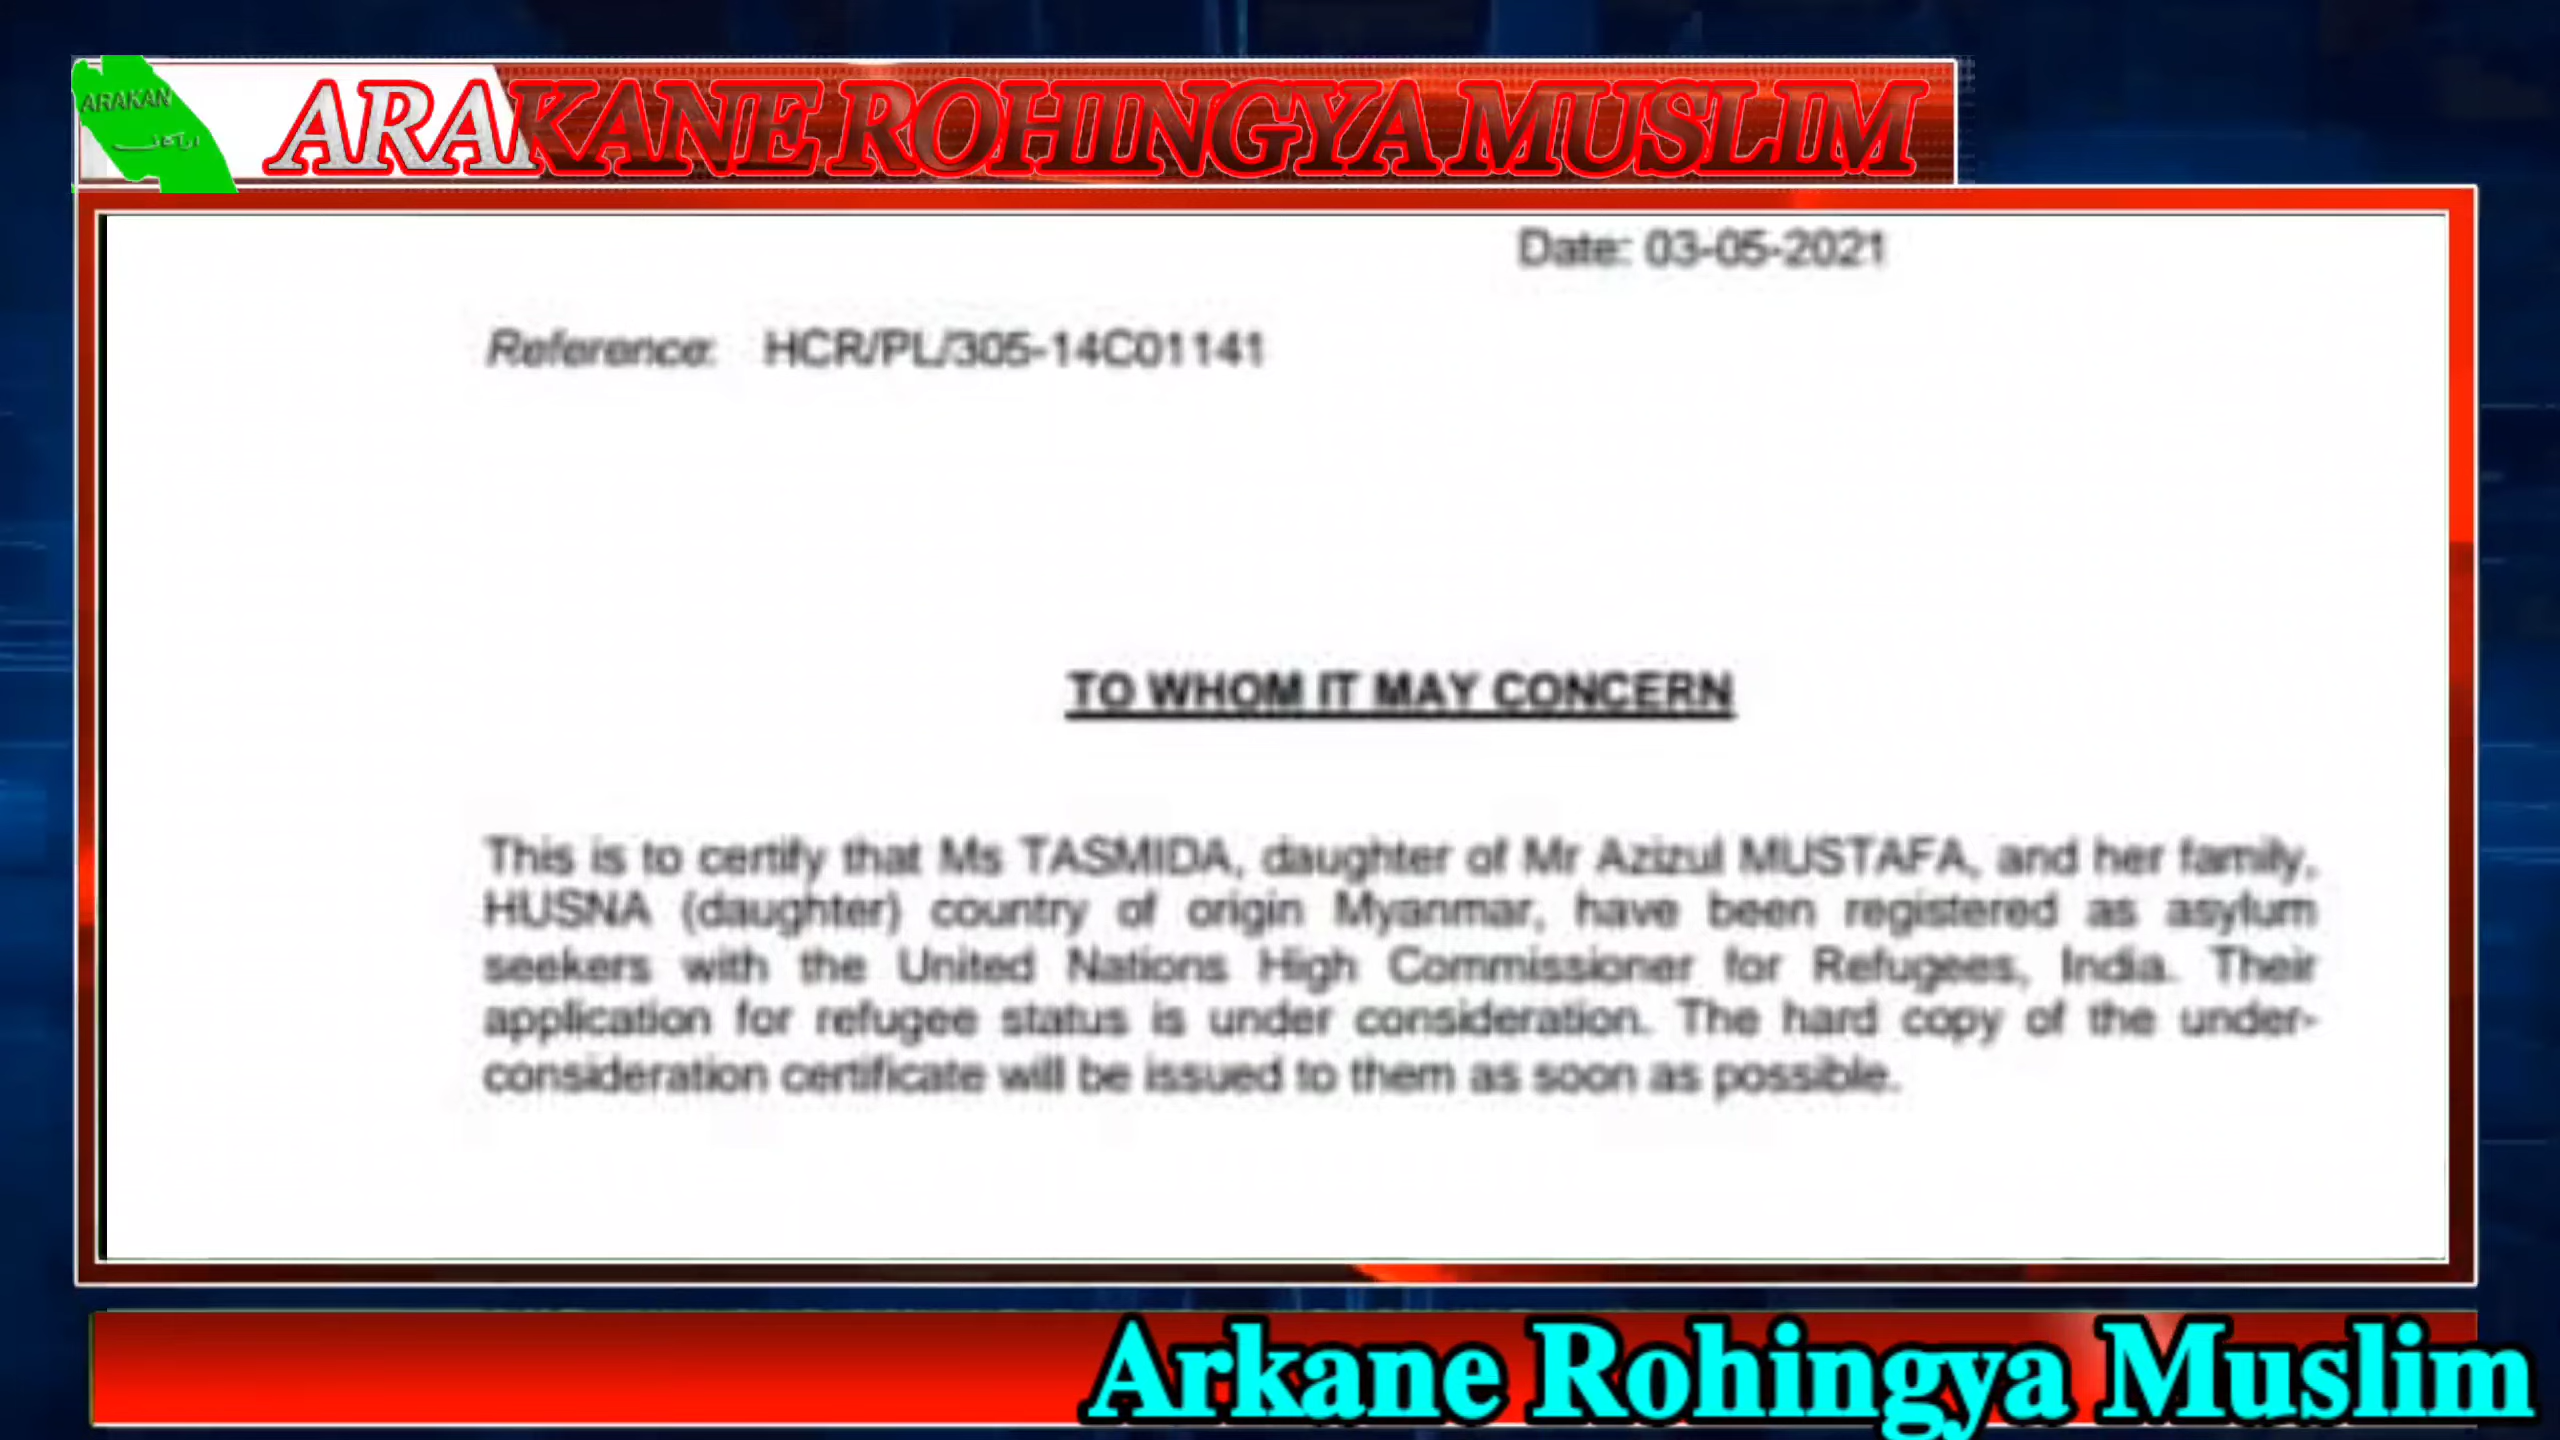 ARAKAN
اراكان
ARAKANE ROHINGYA MUSLIM
Date: 03-05-2021
Reference: HCR/PL/305-14C01141
TO WHOM IT MAY CONCERN
This is to certify that Ms TASMIDA, daughter of Mr Azizul MUSTAFA, and her family,
HUSNA (daughter) country of origin Myanmar, have been registered as asylum
seekers with the United Nations High Commissioner for Refugees, India. Their
application for refugee status is under consideration. The hard copy of the under-
consideration certificate will be issued to them as soon as possible.
Arkane Rohingya Muslim